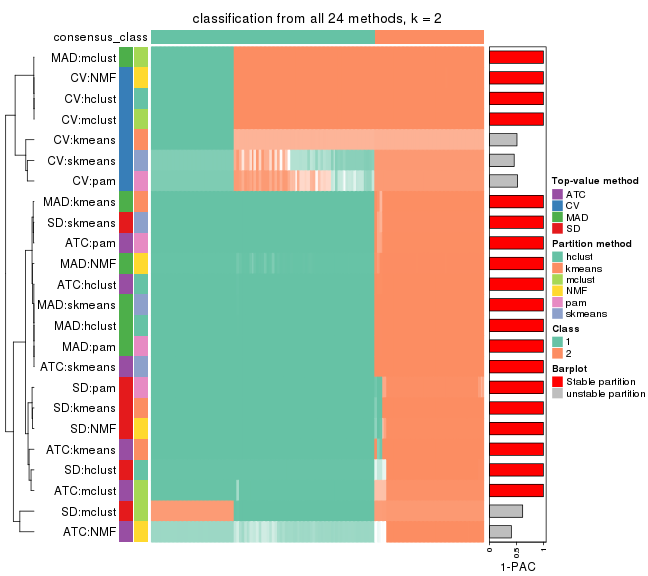 classification from all 24 methods, k = 2
consensus_class
MAD:mclust
CV:NMF
CV:hclust
CV:mclust
CV:kmeans
CV:skmeans
CV:pam
MAD:kmeans
SD:skmeans
ATC:pam
MAD:NMF
ATC:hclust
MAD:skmeans
MAD:hclust
MAD:pam
ATC:skmeans
SD:pam
SD:kmeans
SD:NMF
ATC:kmeans
SD:hclust
ATC:mclust
SD:mclust
ATC:NMF
0
0.5
1
1-PAC
Top-value method
ATC
CV
MAD
SD
Partition method
hclust
kmeans
mclust
NMF
pam
skmeans
Class
1
2
Barplot
Stable partition
unstable partition